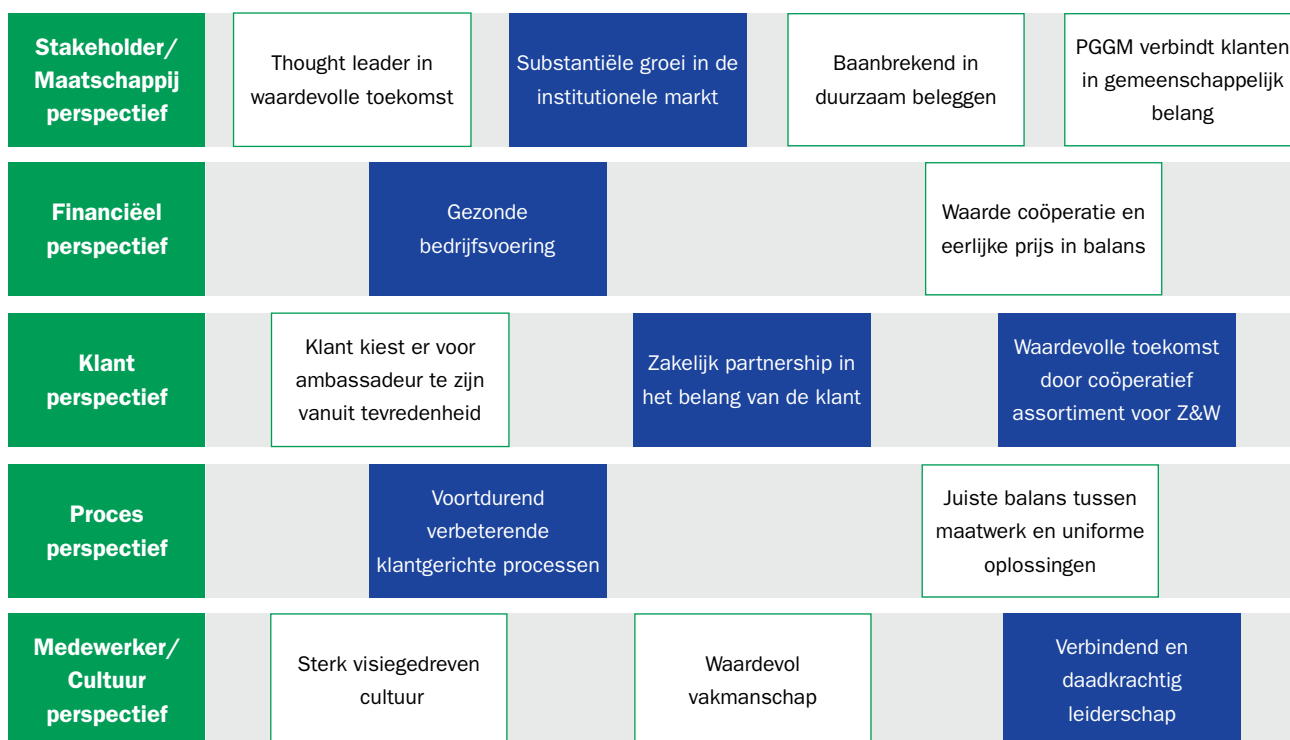 Stakeholder/
Maatschappij
perspectief
Thought leader in
waardevolle toekomst
Substantiële groei in de
institutionele markt
Baanbrekend in
duurzaam beleggen
PGGM verbindt klanten
in gemeenschappelijk
belang
Financiëel
perspectief
Gezonde
bedrijfsvoering
Waarde coöperatie en
eerlijke prijs in balans
Klant
perspectief
Klant kiest er voor
ambassadeur te zijn
vanuit tevredenheid
Zakelijk partnership in
het belang van de klant
Waardevolle toekomst
door coöperatief
assortiment voor Z&W
Proces
perspectief
Voortdurend
verbeterende
klantgerichte processen
Juiste balans tussen
maatwerk en uniforme
oplossingen
Medewerker/
Cultuur
perspectief
Sterk visiegedreven
cultuur
Waardevol
vakmanschap
Verbindend en
daadkrachtig
leiderschap